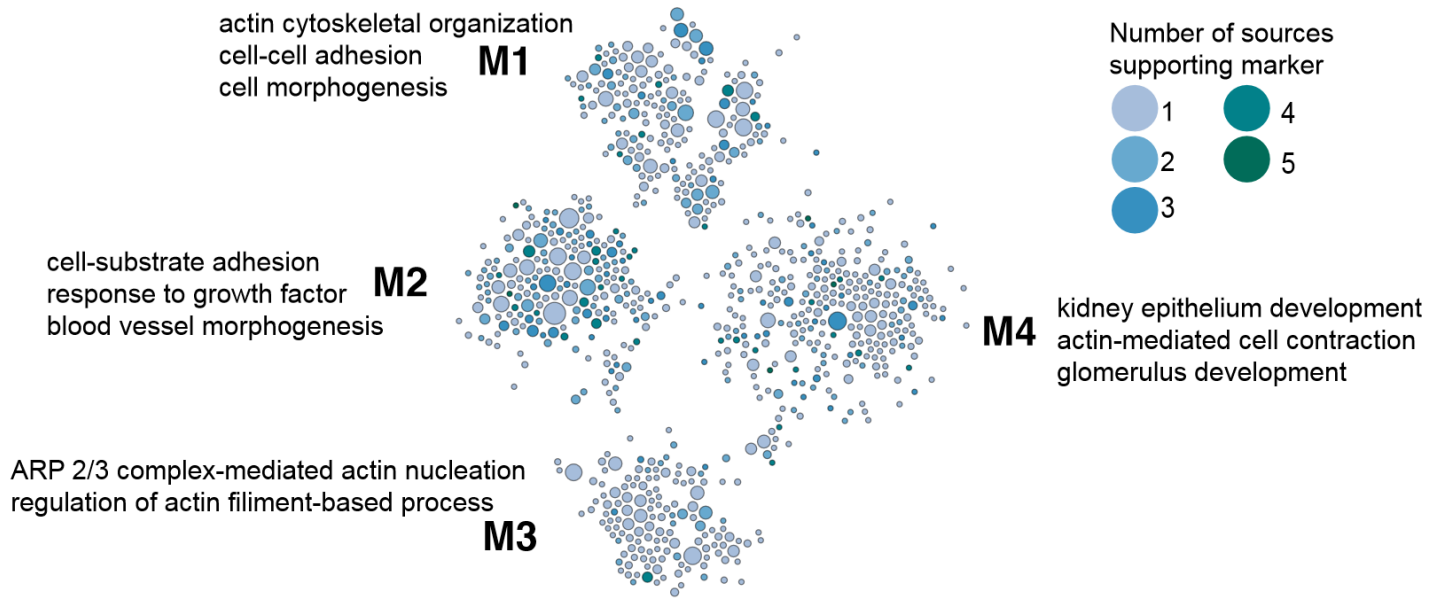 actin cytoskeletal organization
cell-cell adhesion
cell morphogenesis
M1
Number of sources
supporting marker
1
4
2
5
3
cell-substrate adhesion
response to growth factor
blood vessel morphogenesis
M2
M4
kidney epithelium development
actin-mediated cell contraction
glomerulus development
ARP 2/3 complex-mediated actin nucleation
regulation of actin filiment-based process
M3